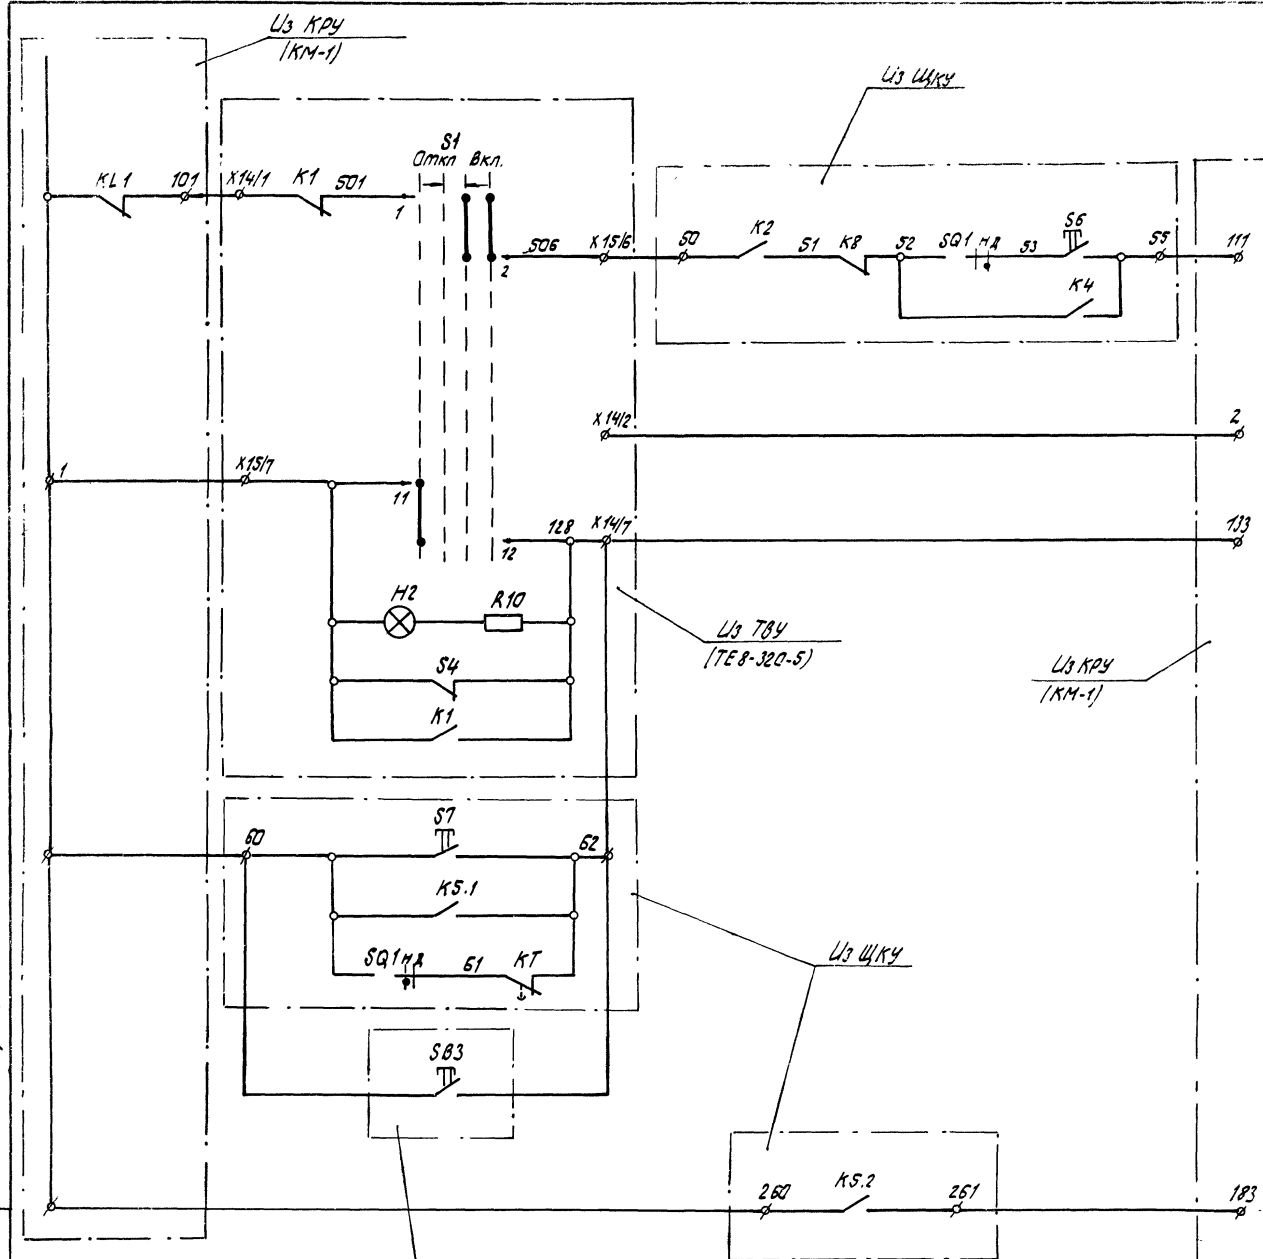 Из КРУ
(КМ-1)
Из ЩКУ
S1
Откл Вкл.
KL1
101
X14/1
K1
501
1
2
506
X15/6
50
K2
51
K8
52
SQ1
НД
53
S6
55
111
K4
X14/2
2
1
X15/7
11
12
128
X14/7
133
H2
R10
Из ТВУ
(ТЕ8-320-5)
S4
K1
Из КРУ
(КМ-1)
60
S7
62
K5.1
SQ1 НД
61
KT
Из ЩКУ
SB3
260
K5.2
261
183